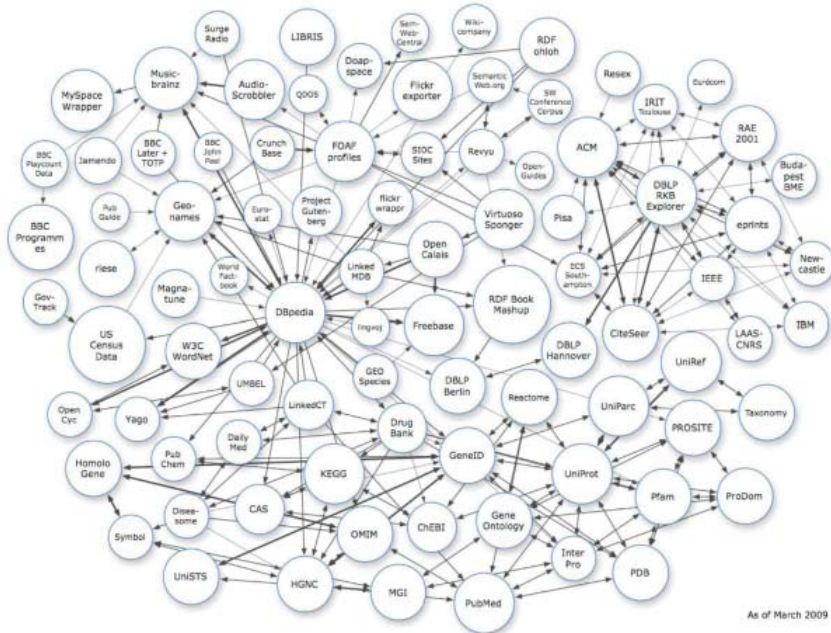 Surge
Radio
LIBRIS
Sem-
Web-
Central
Wiki-
company
RDF
ohloh
Music-
brainz
Doap-
space
Resex
MySpace
Wrapper
Audio-
Scrobbler
QDOS
Flickr
exporter
Semantic
Web.org
Eurécom
IRIT
Toulouse
SW
Conference
Corpus
RAE
2001
ACM
BBC
Playcount
Data
Jamendo
BBC
Later +
TOTP
BBC
John
Peel
Crunch
Base
FOAF
profiles
SIOC
Sites
Revyu
Open-
Guides
DBLP
RKB
Explorer
Buda-
pest
BME
Pub
Guide
Geo-
names
Euro-
stat
Project
Guten-
berg
flickr
wrappr
Virtuoso
Sponger
Pisa
eprints
BBC
Programm
es
riese
World
Fact-
book
Linked
MDB
Open
Calais
ECS
South-
ampton
New-
castle
Gov-
Track
Magna-
tune
DBpedia
RDF Book
Mashup
IEEE
US
Census
Data
W3C
WordNet
lingvoj
Freebase
CiteSeer
LAAS-
CNRS
IBM
DBLP
Hannover
UMBEL
GEO
Species
DBLP
Berlin
UniRef
Open
Cyc
Yago
LinkedCT
Reactome
UniParc
Taxonomy
Drug
Bank
PROSITE
Daily
Med
Pub
Chem
Homolo
Gene
KEGG
GeneID
UniProt
Pfam
ProDom
Disea-
some
CAS
ChEBI
Gene
Ontology
Symbol
OMIM
Inter
Pro
UniSTS
HGNC
MGI
PubMed
PDB
As of March 2009